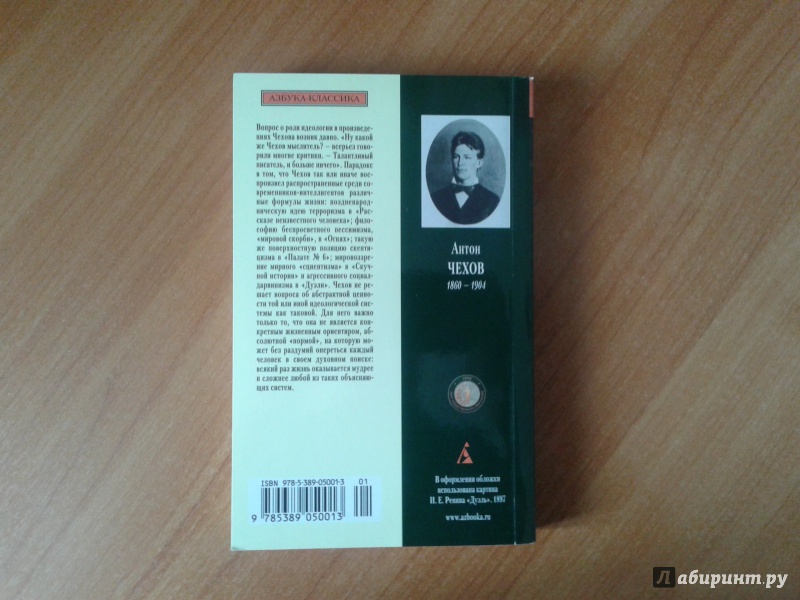 АЗБУКА-КЛАССИКА
Вопрос о роли идеологии в произведе-
ниях Чехова возник давно. «Ну какой
же Чехов мыслитель? — всерьез гово-
рили многие критики. — Талантливый
писатель, и больше ничего». Парадокс
в том, что Чехов так или иначе вос-
произвел распространенные среди со-
временников-интеллигентов различ-
ные формулы жизни: поздненарод-
ническую идею терроризма в «Рас-
сказе неизвестного человека»; фило-
софию беспросветного пессимизма,
«мировой скорби», в «Огнях»; такую
же поверхностную позицию скепти-
цизма в «Палате № 6»; мировоззре-
ние мирного «сциентизма» в «Скуч-
ной истории» и агрессивного социал-
дарвинизма в «Дуэли». Чехов не ре-
шает вопроса об абстрактной ценности
той или иной идеологической сис-
темы как таковой. Для него важно
только то, что она не является кон-
кретным жизненным ориентиром, аб-
солютной «нормой», на которую мо-
жет без раздумий опереться каждый
человек в своем духовном поиске:
всякий раз жизнь оказывается мудрее
и сложнее любой из таких объясняю-
щих систем.
ISBN 978-5-389-05001-3
01
9 785389 050013
Антон
ЧЕХОВ
1860 – 1904
В оформлении обложки
использована картина
И. Е. Репина «Дуэль». 1897
www.azbooka.ru
Лабиринт.ру